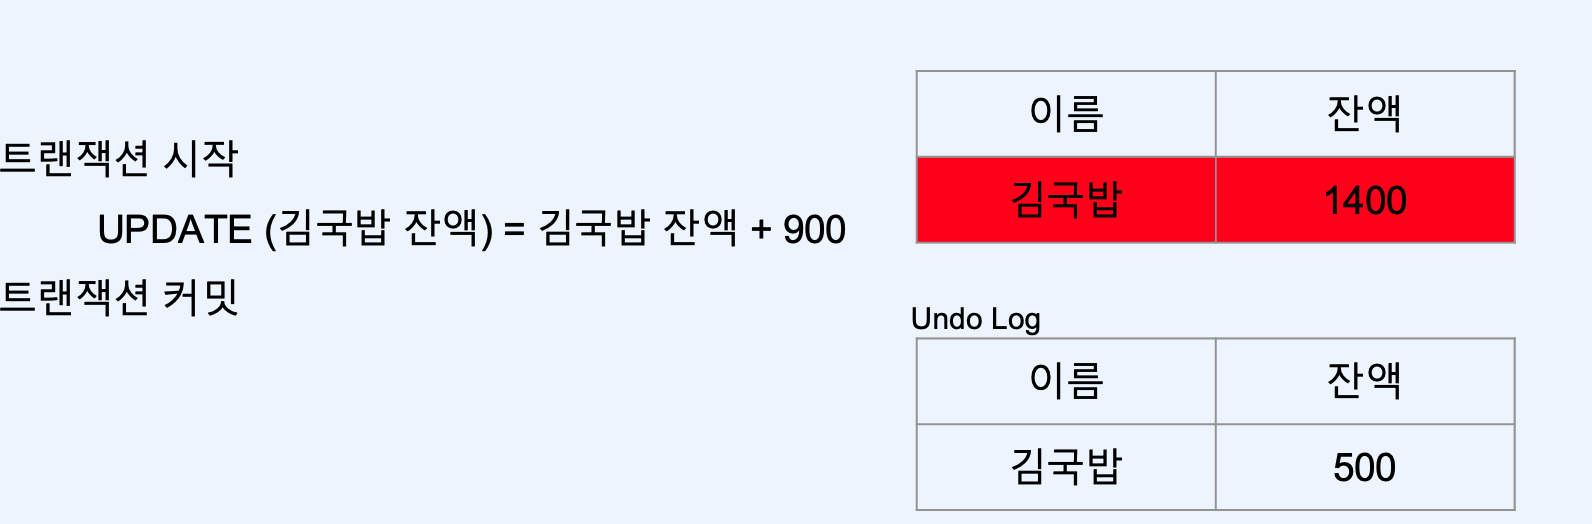 트랜잭션 시작
UPDATE (김국밥 잔액) = 김국밥 잔액 + 900
트랜잭션 커밋
이름 잔액
김국밥 1400
Undo Log
이름 잔액
김국밥 500